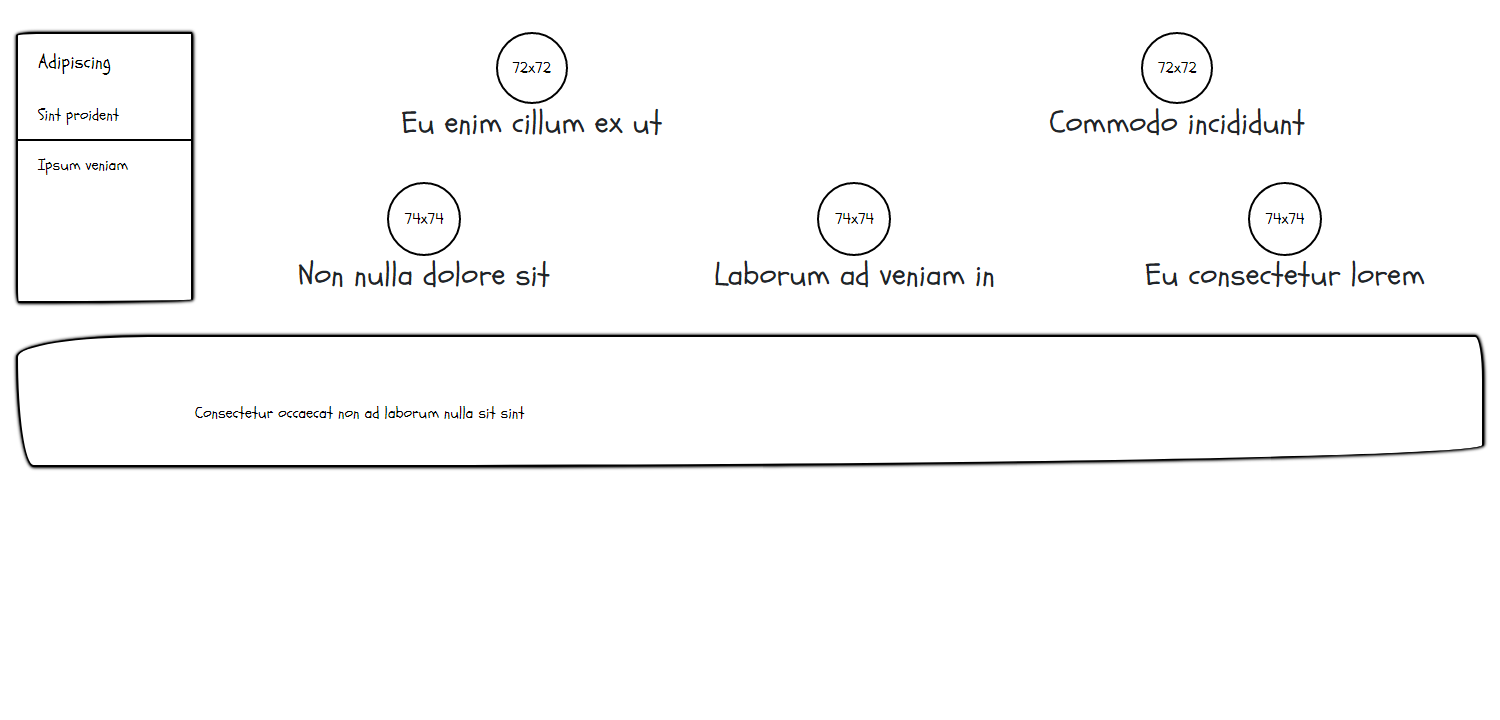 Adipiscing
Sint proident
Ipsum veniam
72x72
Eu enim cillum ex ut
72x72
Commodo incididunt
74x74
Non nulla dolore sit
74x74
Laborum ad veniam in
74x74
Eu consectetur lorem
Consectetur occaecat non ad laborum nulla sit sint